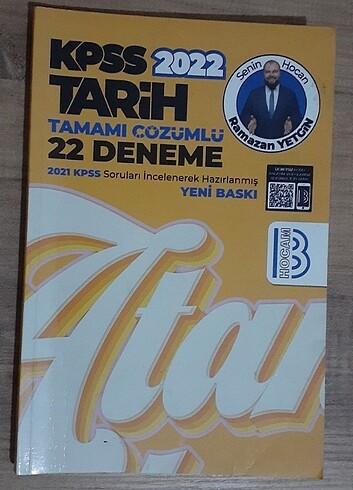 KPSS 2022
TARİH
TAMAMI ÇÖZÜMLÜ
22 DENEME
2021 KPSS Soruları İncelenerek Hazırlanmış
YENİ BASKI
Senin Hocan
Ramazan YETGİN
B
HOCAM
Atan